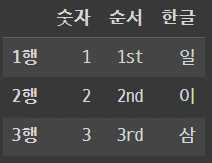 숫자 순서 한글
1행 1 1st 일
2행 2 2nd 이
3행 3 3rd 삼